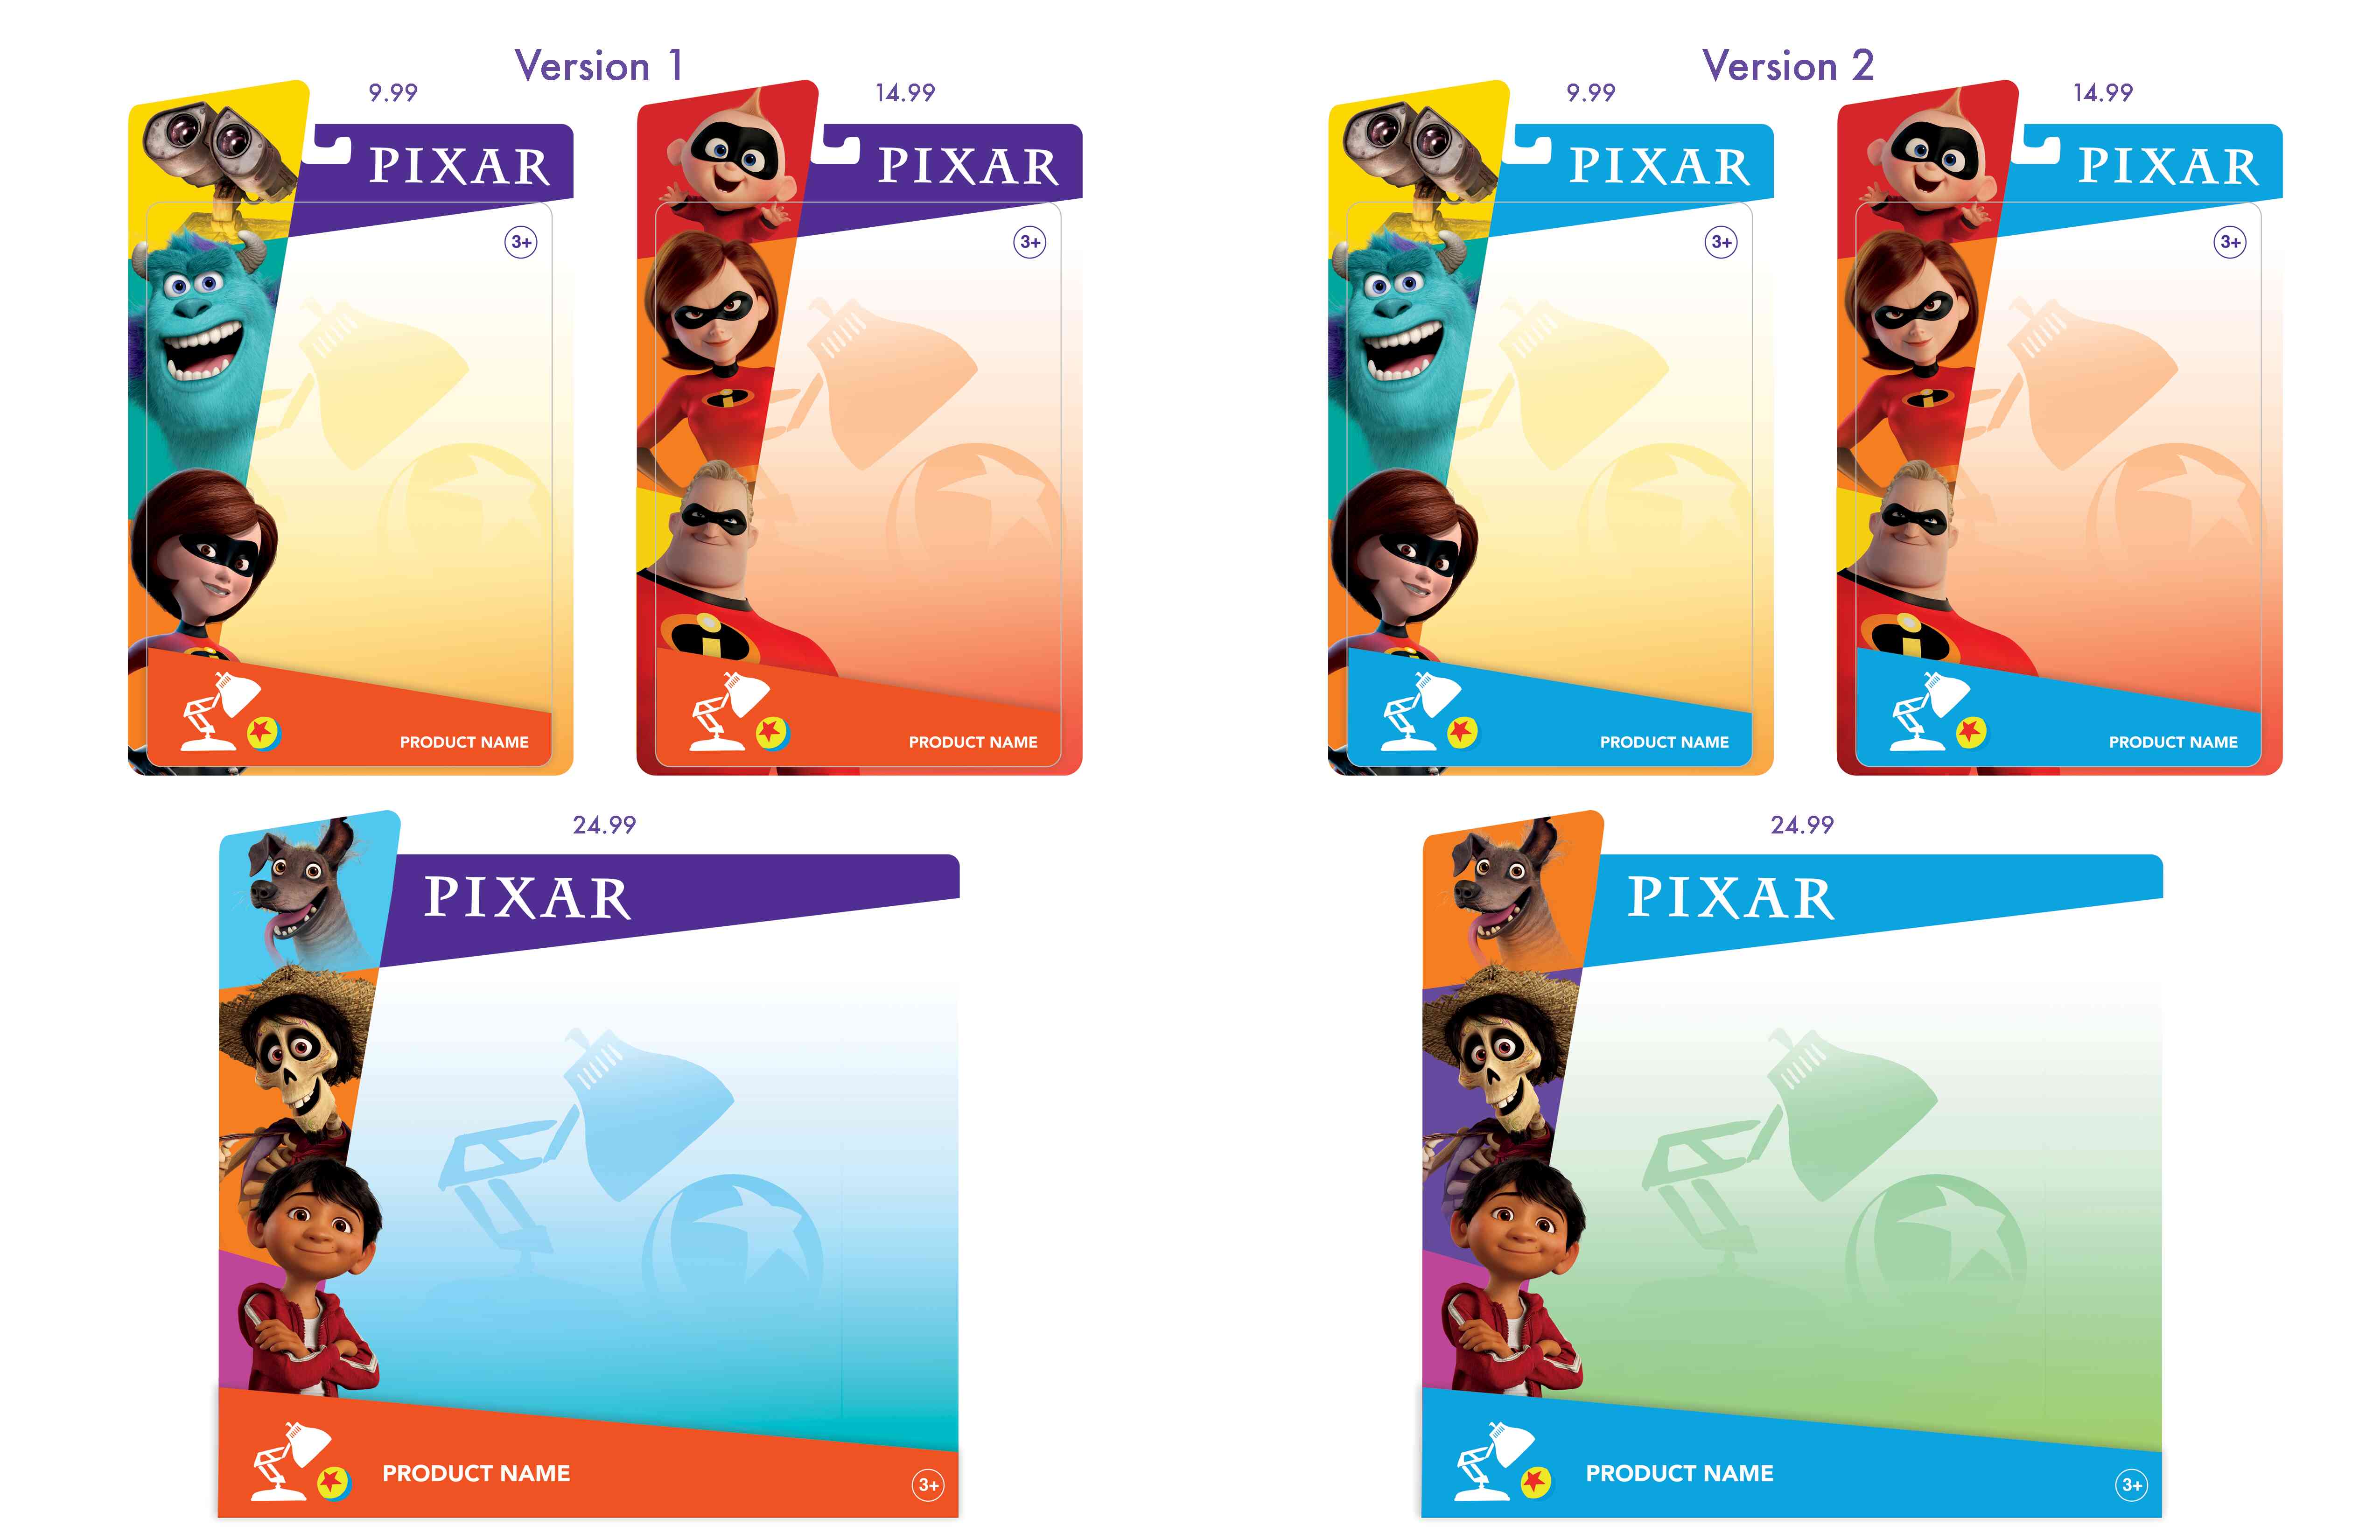 Version 1
9.99
PIXAR
3+
PRODUCT NAME
14.99
PIXAR
3+
PRODUCT NAME
24.99
PIXAR
PRODUCT NAME
3+
Version 2
9.99
PIXAR
3+
PRODUCT NAME
14.99
PIXAR
3+
PRODUCT NAME
24.99
PIXAR
PRODUCT NAME
3+